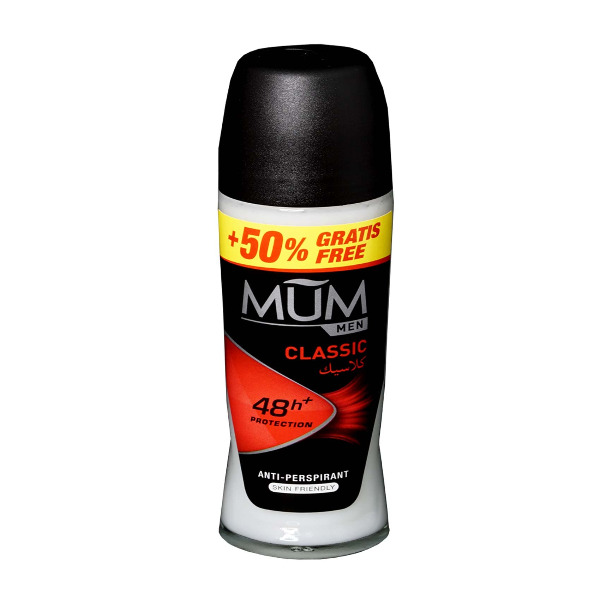 +50% GRATIS
FREE
MUM
MEN
CLASSIC
كلاسيك
48h+
PROTECTION
ANTI-PERSPIRANT
SKIN FRIENDLY